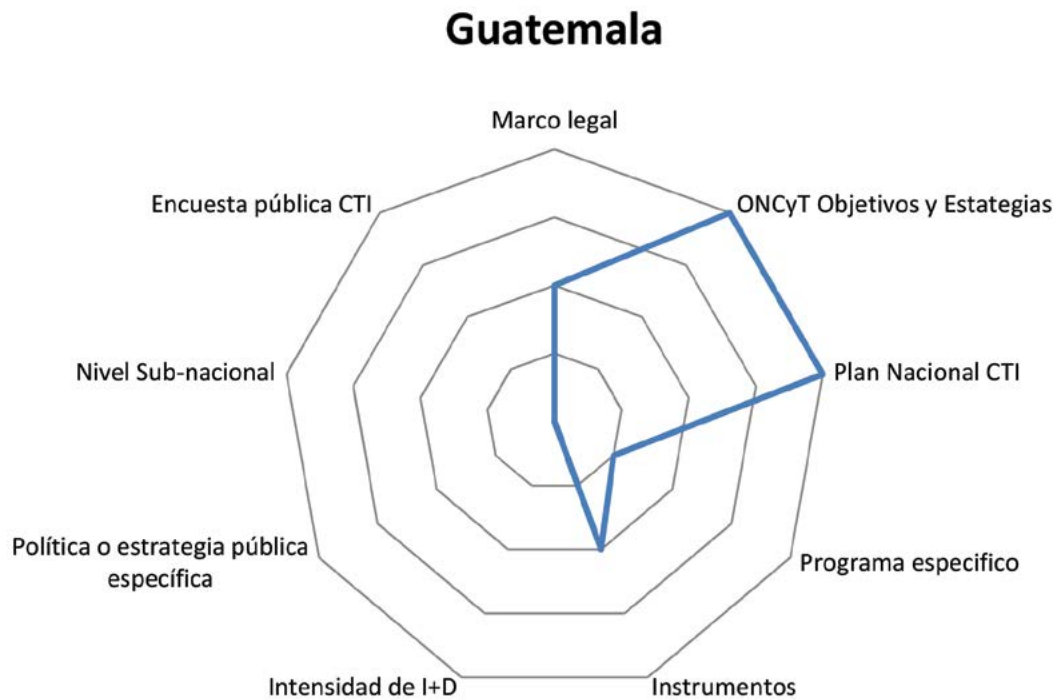 Guatemala
Marco legal
ONCyT Objetivos y Estategias
Plan Nacional CTI
Programa especifico
Instrumentos
Intensidad de I+D
Política o estrategia pública
específica
Nivel Sub-nacional
Encuesta pública CTI